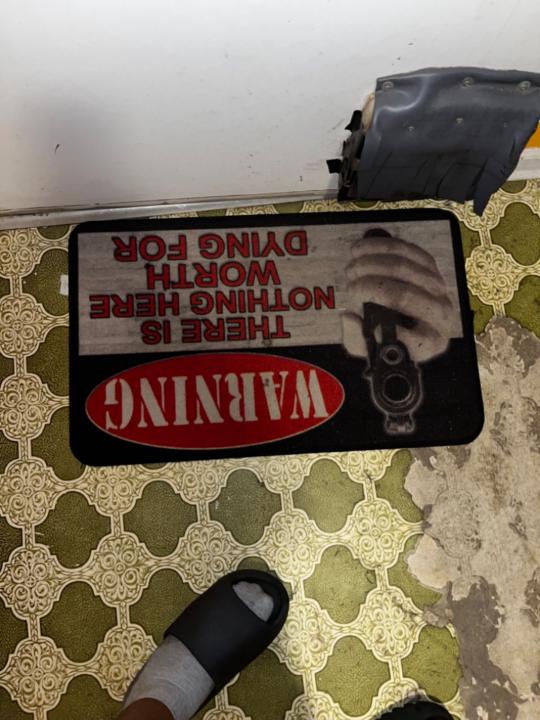 WARNING
THERE IS
NOTHING HERE
WORTH
DYING FOR